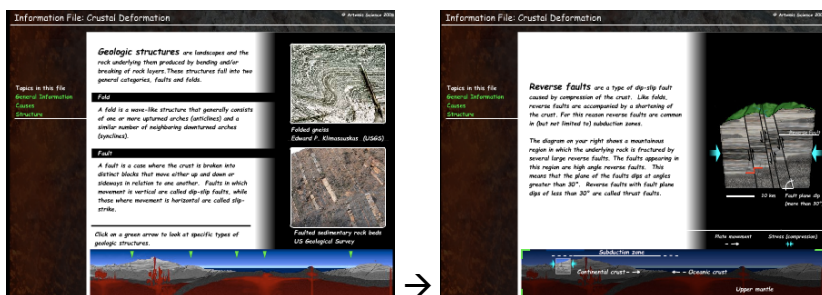 Information File: Crustal Deformation
© Artemis Science 2006
Geologic structures are landscapes and the
rock underlying them produced by bending and/or
breaking of rock layers. These structures fall into two
general categories, faults and folds.
Topics in this file
General Information
Causes
Structure
Fold
A fold is a wave-like structure that generally consists
of one or more upturned arches (anticlines) and a
similar number of neighboring downturned arches
(synclines).
Fault
A fault is a case where the crust is broken into
distinct blocks that move either up and down or
sideways in relation to one another. Faults in which
movement is vertical are called dip-slip faults, while
those where movement is horizontal are called slip-
strike.
Click on a green arrow to look at specific types of
geologic structures.
Folded gneiss
Edward P. Klimasauskas (USGS)
Faulted sedimentary rock beds
US Geological Survey
→
Information File: Crustal Deformation
© Artemis Science 200
Topics in this file
General Information
Causes
Structure
Reverse faults are a type of dip-slip fault
caused by compression of the crust. Like folds,
reverse faults are accompanied by a shortening
of the crust. For this reason reverse faults are common
in (but not limited to) subduction zones.
The diagram on your right shows a mountainous
region in which the underlying rock is fractured by
several large reverse faults. The faults appearing in
this region are high angle reverse faults. This
means that the plane of the faults dips at angles
greater than 30°. Reverse faults with fault plane
dips of less than 30° are called thrust faults.
10 km
Fault plane dip
(more than 30°
Plate movement
Stress (compression)
Subduction zone
Continental crust
Oceanic crust
Upper mantle